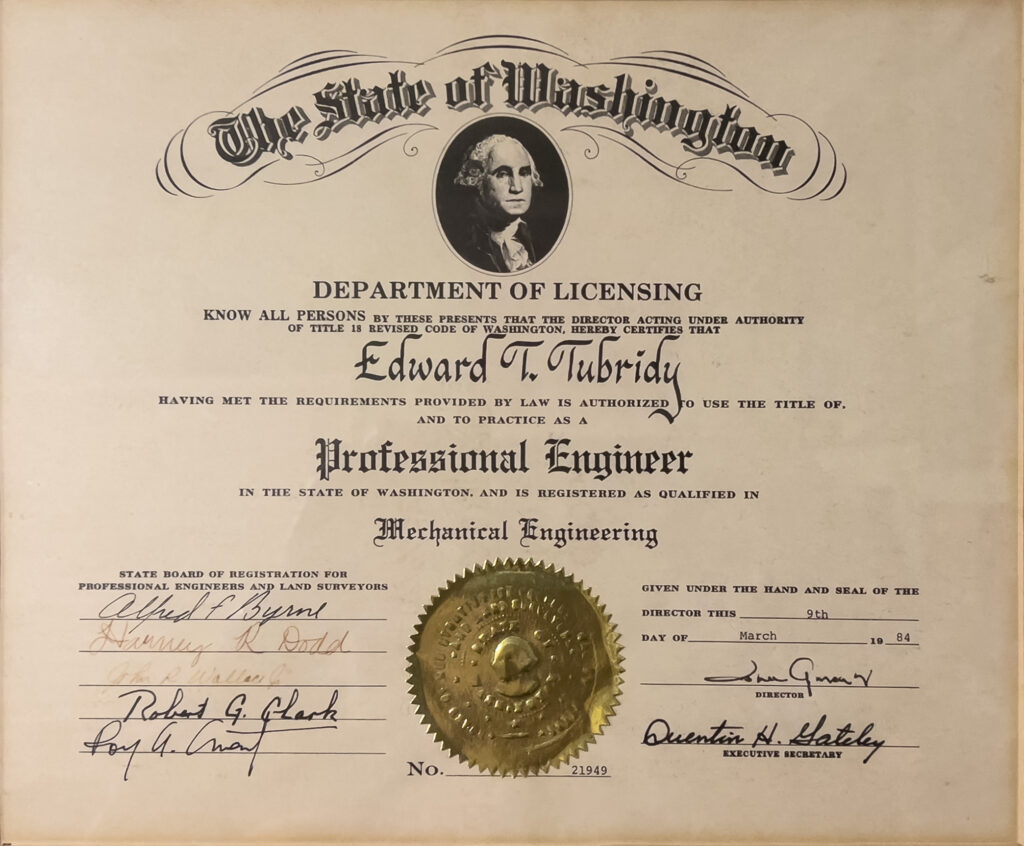 The State of Washington
DEPARTMENT OF LICENSING
KNOW ALL PERSONS BY THESE PRESENTS THAT THE DIRECTOR ACTING UNDER AUTHORITY
OF TITLE 18 REVISED CODE OF WASHINGTON, HEREBY CERTIFIES THAT
Edward T. Tubridy
HAVING MET THE REQUIREMENTS PROVIDED BY LAW IS AUTHORIZED TO USE THE TITLE OF,
AND TO PRACTICE AS A
Professional Engineer
IN THE STATE OF WASHINGTON, AND IS REGISTERED AS QUALIFIED IN
Mechanical Engineering
STATE BOARD OF REGISTRATION FOR
PROFESSIONAL ENGINEERS AND LAND SURVEYORS
Alfred F Byrne
R Dodd
John R Wallace
Robert G. Clark
Roy A.
No. 21949
GIVEN UNDER THE HAND AND SEAL OF THE
DIRECTOR THIS 9th
DAY OF March 19 84
DIRECTOR
Quentin H. Gateley
EXECUTIVE SECRETARY